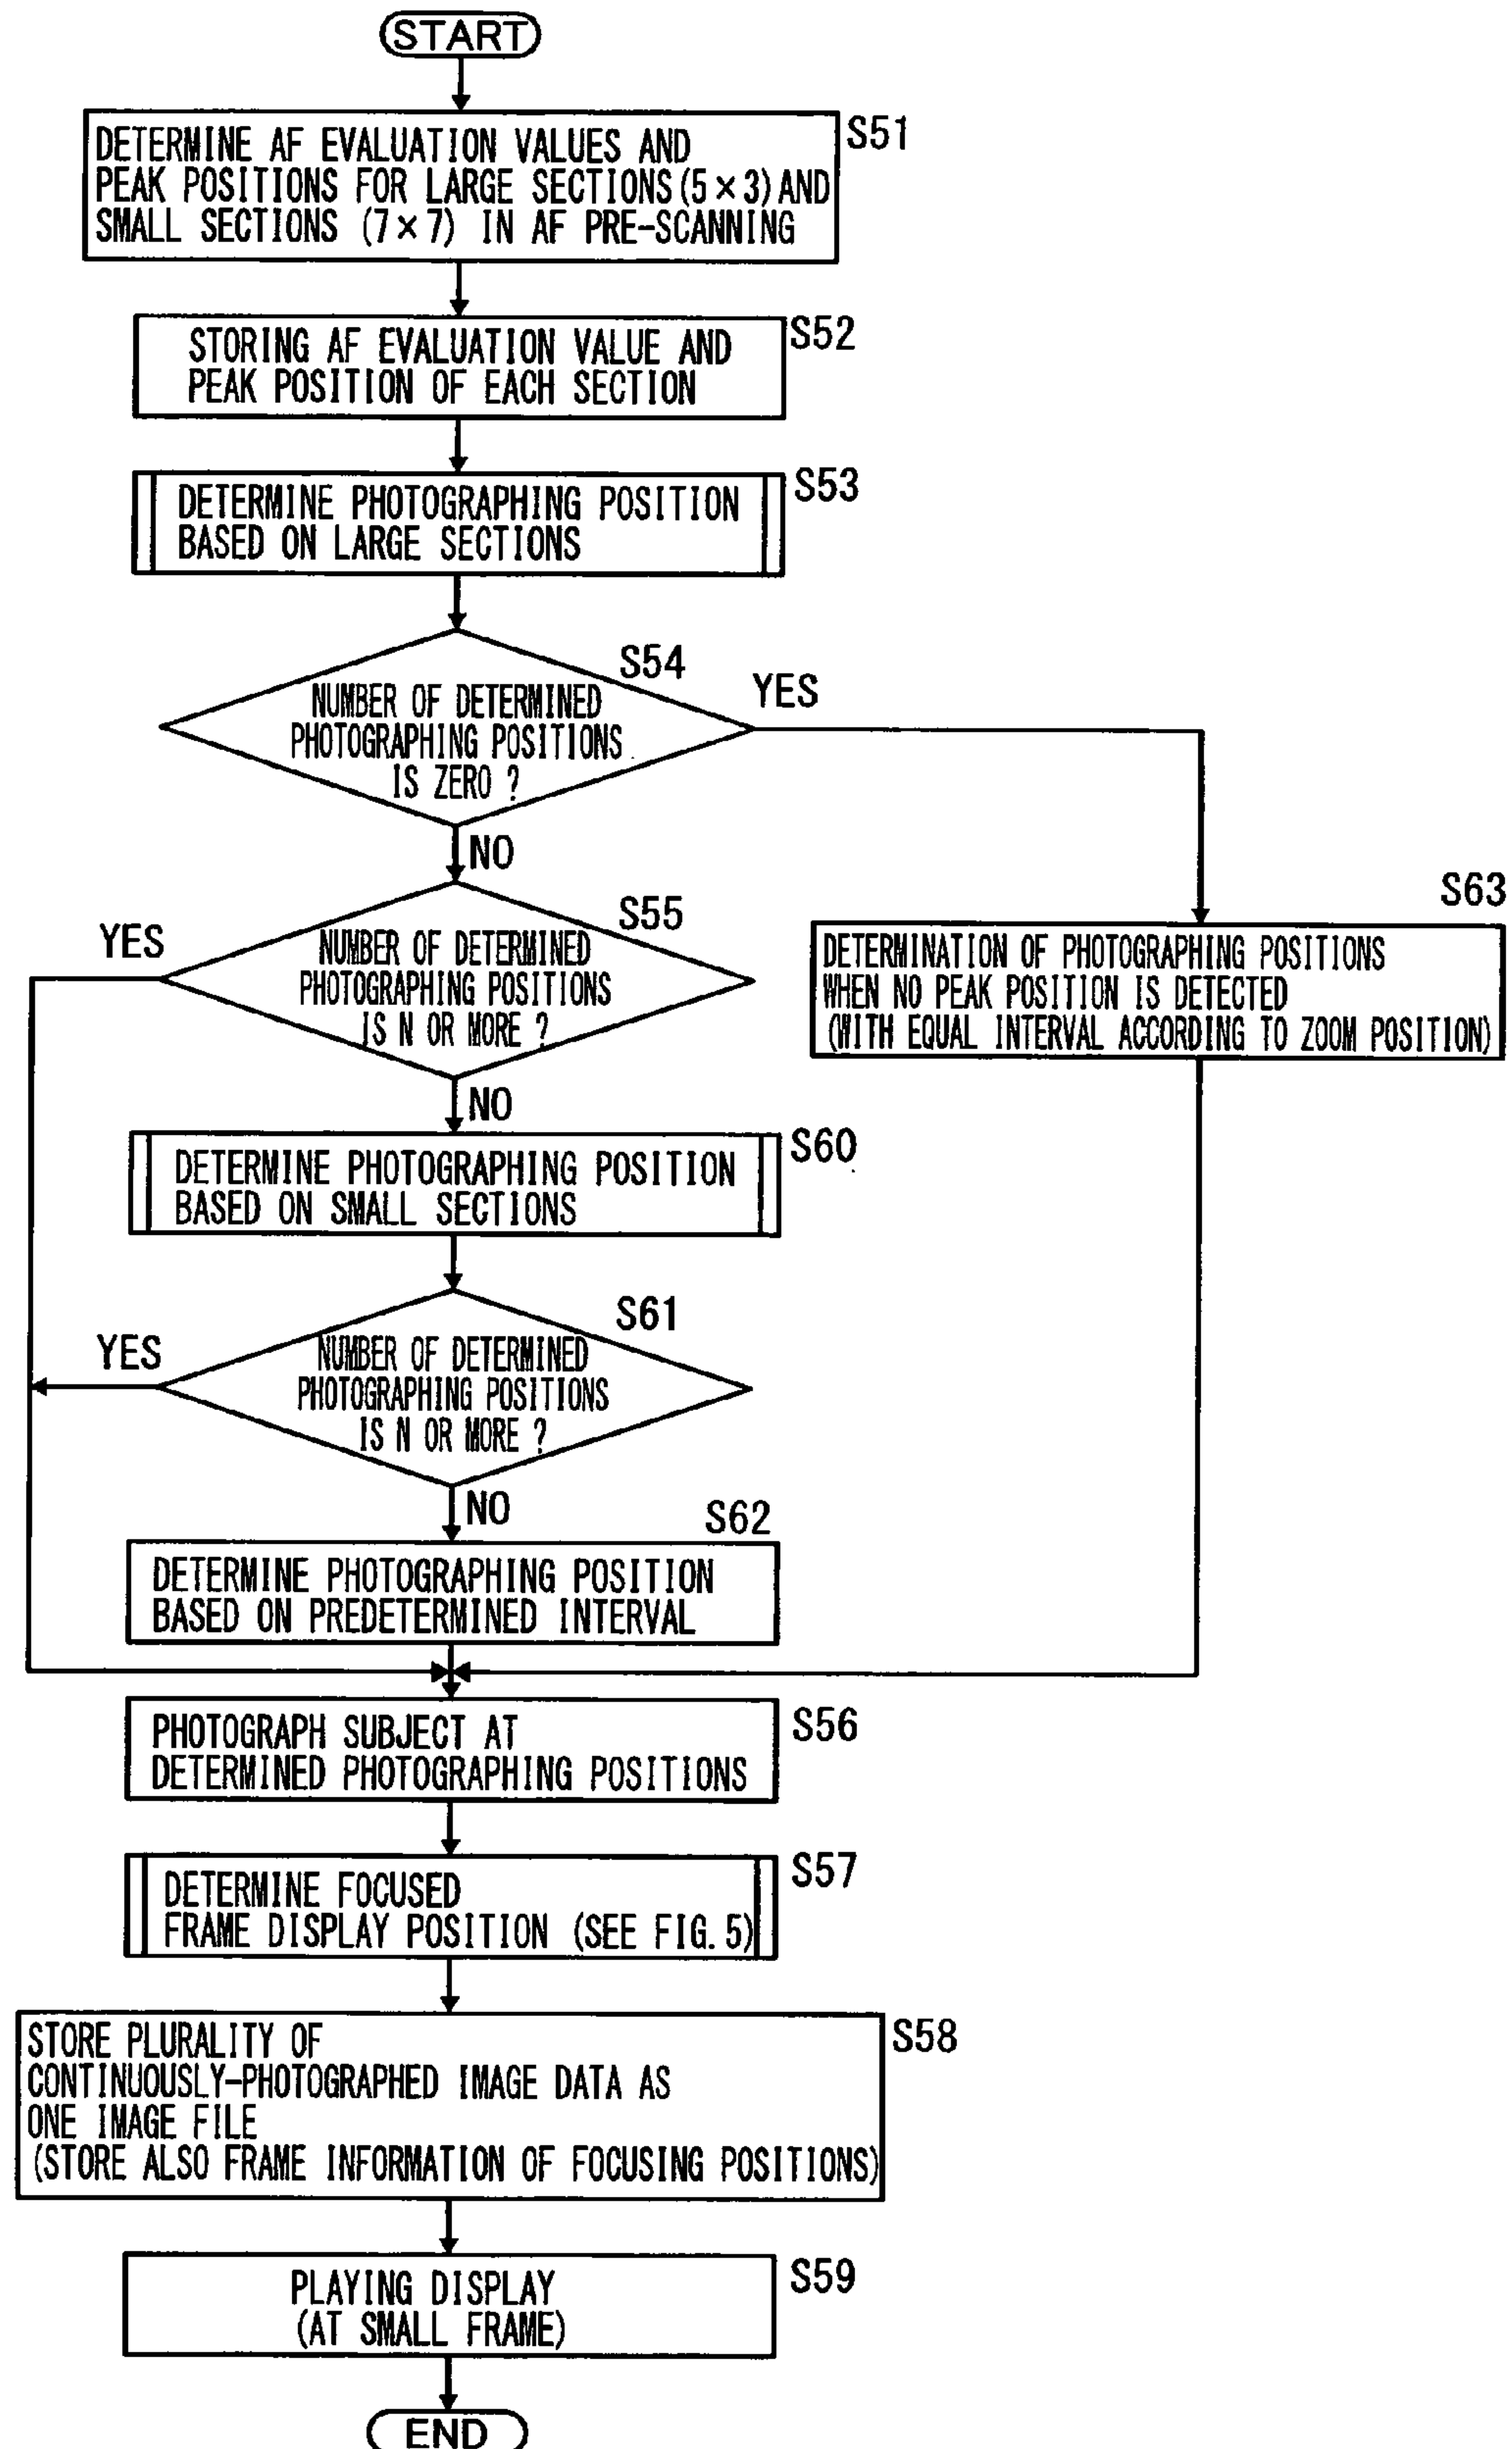 START
S51
DETERMINE AF EVALUATION VALUES AND
PEAK POSITIONS FOR LARGE SECTIONS(5×3)AND
SMALL SECTIONS (7×7) IN AF PRE-SCANNING
S52
STORING AF EVALUATION VALUE AND
PEAK POSITION OF EACH SECTION
S53
DETERMINE PHOTOGRAPHING POSITION
BASED ON LARGE SECTIONS
S54
NUMBER OF DETERMINED
PHOTOGRAPHING POSITIONS
IS ZERO ?
YES
NO
S55
NUMBER OF DETERMINED
PHOTOGRAPHING POSITIONS
IS N OR MORE ?
YES
NO
S63
DETERMINATION OF PHOTOGRAPHING POSITIONS
WHEN NO PEAK POSITION IS DETECTED
(WITH EQUAL INTERVAL ACCORDING TO ZOOM POSITION)
S60
DETERMINE PHOTOGRAPHING POSITION
BASED ON SMALL SECTIONS
S61
NUMBER OF DETERMINED
PHOTOGRAPHING POSITIONS
IS N OR MORE ?
YES
NO
S62
DETERMINE PHOTOGRAPHING POSITION
BASED ON PREDETERMINED INTERVAL
S56
PHOTOGRAPH SUBJECT AT
DETERMINED PHOTOGRAPHING POSITIONS
S57
DETERMINE FOCUSED
FRAME DISPLAY POSITION (SEE FIG.5)
S58
STORE PLURALITY OF
CONTINUOUSLY-PHOTOGRAPHED IMAGE DATA AS
ONE IMAGE FILE
(STORE ALSO FRAME INFORMATION OF FOCUSING POSITIONS)
S59
PLAYING DISPLAY
(AT SMALL FRAME)
END